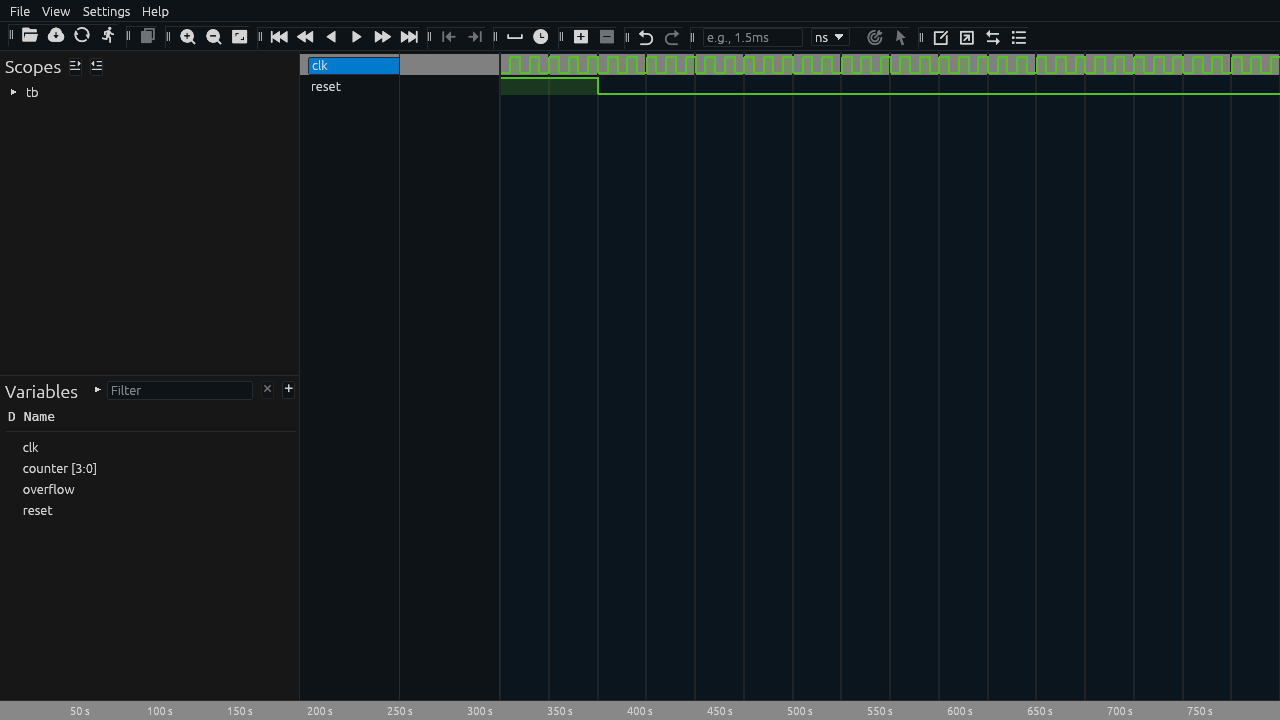 File View Settings Help
e.g., 1.5ms ns
Scopes
tb
clk
reset
Variables Filter
D Name
clk
counter [3:0]
overflow
reset
50 s 100 s 150 s 200 s 250 s 300 s 350 s 400 s 450 s 500 s 550 s 600 s 650 s 700 s 750 s